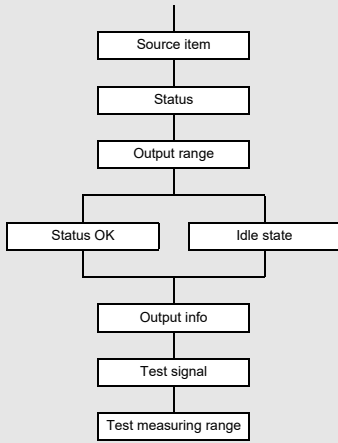 Source item
Status
Output range
Status OK
Idle state
Output info
Test signal
Test measuring range